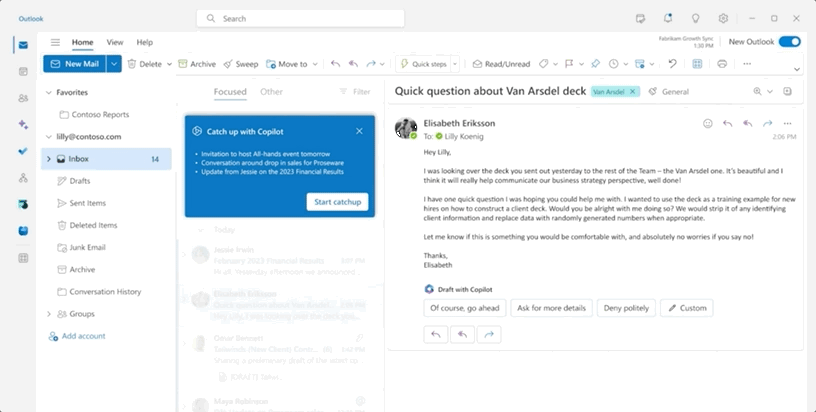 Outlook
Search
Home View Help
Fabrikam Growth Sync
1:30 PM
New Outlook
New Mail Delete Archive Sweep Move to Quick steps Read/Unread
Favorites
Contoso Reports
lilly@contoso.com
Inbox 14
Drafts
Sent Items
Deleted Items
Junk Email
Archive
Conversation History
Groups
Add account
Focused Other Filter
Catch up with Copilot
• Invitation to host All-hands event tomorrow
• Conversation around drop in sales for Proseware
• Update from Jessie on the 2023 Financial Results
Start catchup
Today
Jessie Irwin
February 2023 Financial Results
Hi all. Yesterday afternoon we announced
Elisabeth Eriksson
Omar Bennett
Maya Robinson
Quick question about Van Arsdel deck Van Arsdel General
Elisabeth Eriksson
To: Lilly Koenig
2:06 PM
Hey Lilly,
I was looking over the deck you sent out yesterday to the rest of the Team – the Van Arsdel one. It's beautiful and I
think it will really help communicate our business strategy perspective, well done!
I have one quick question I was hoping you could help me with. I wanted to use the deck as a training example for new
hires on how to construct a client deck. Would you be alright with me doing so? We would strip it of any identifying
client information and replace data with randomly generated numbers when appropriate.
Let me know if this is something you would be comfortable with, and absolutely no worries if you say no!
Thanks,
Elisabeth
Draft with Copilot
Of course, go ahead Ask for more details Deny politely Custom